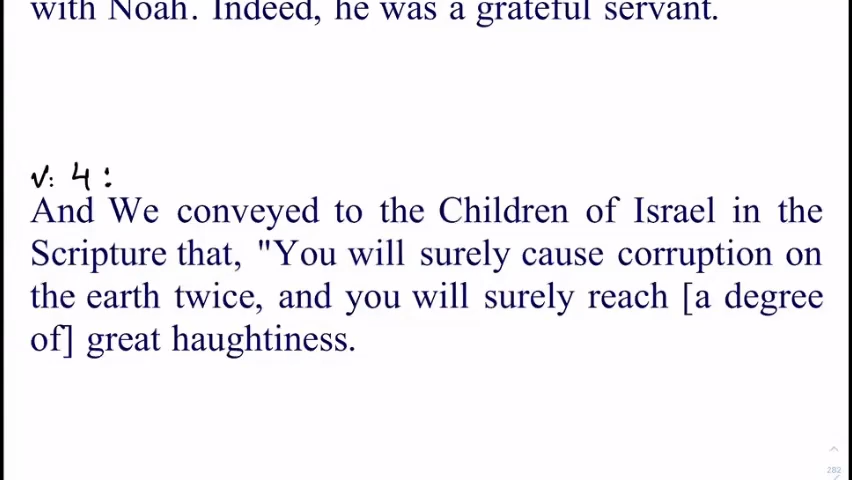 with Noah. Indeed, he was a grateful servant.
v: 4 :
And We conveyed to the Children of Israel in the
Scripture that, "You will surely cause corruption on
the earth twice, and you will surely reach [a degree
of] great haughtiness.
282